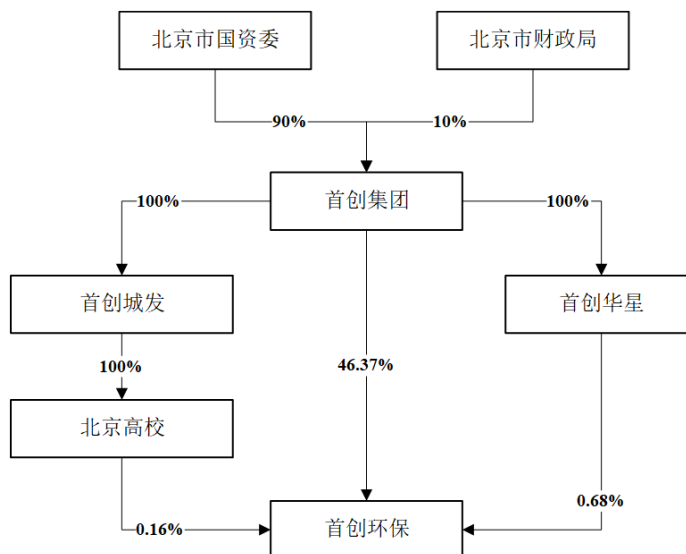 北京市国资委
北京市财政局
90%
10%
首创集团
100%
100%
首创城发
首创华星
100%
46.37%
北京高校
0.16%
首创环保
0.68%